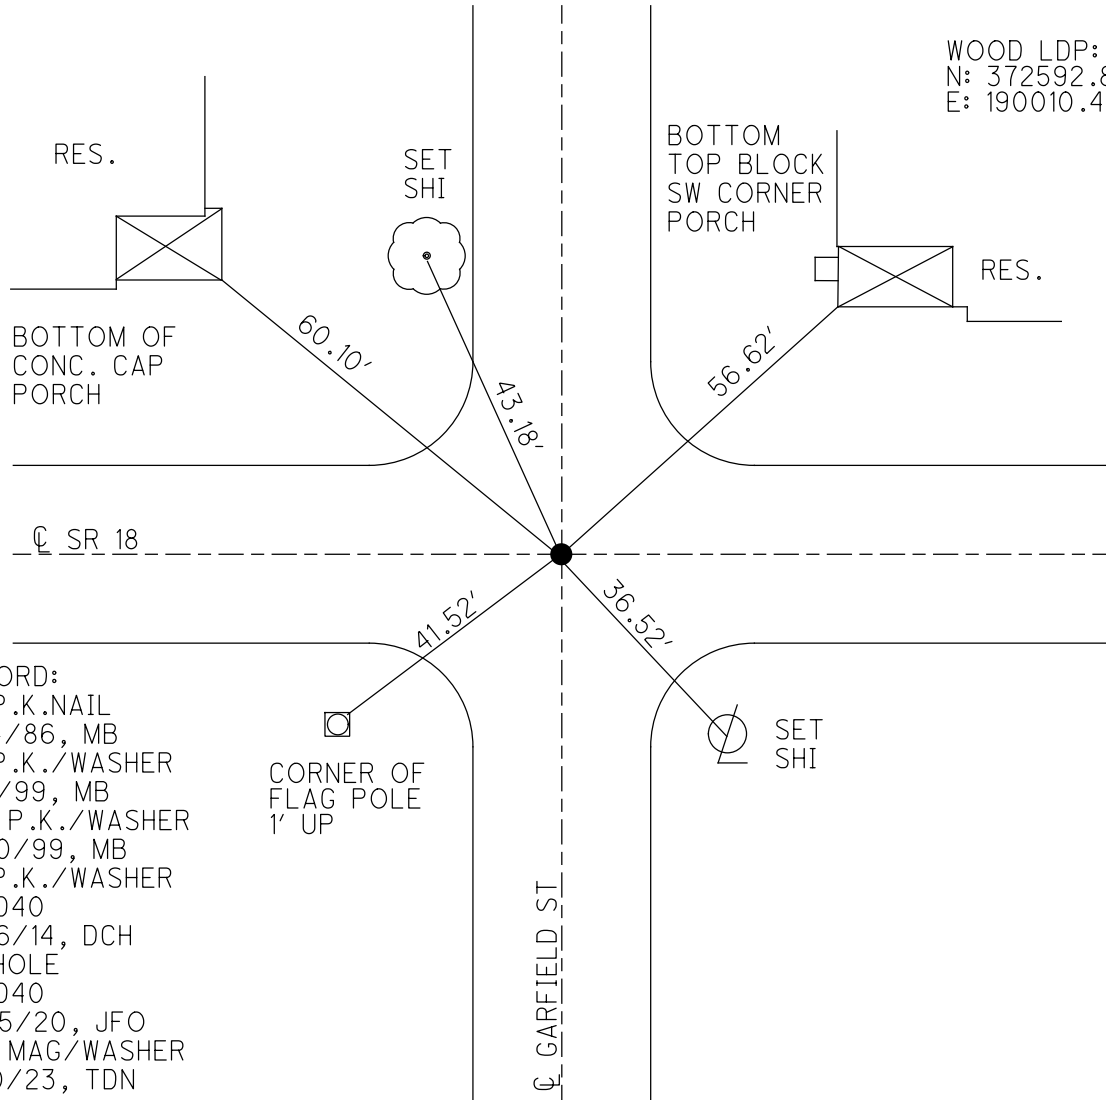 WOOD LDP:
N: 372592.8
E: 190010.4
RES.
SET
SHI
BOTTOM
TOP BLOCK
SW CORNER
PORCH
RES.
BOTTOM OF
CONC. CAP
PORCH
60.10'
43.18'
56.62'
℄ SR 18
41.52'
36.52'
ORD:
P.K.NAIL
/86, MB
P.K./WASHER
/99, MB
P.K./WASHER
0/99, MB
P.K./WASHER
040
6/14, DCH
HOLE
040
5/20, JFO
MAG/WASHER
0/23, TDN
CORNER OF
FLAG POLE
1' UP
SET
SHI
℄ GARFIELD ST